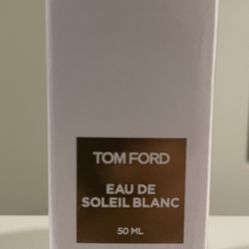 TOM FORD
EAU DE
SOLEIL BLANC
50 ML